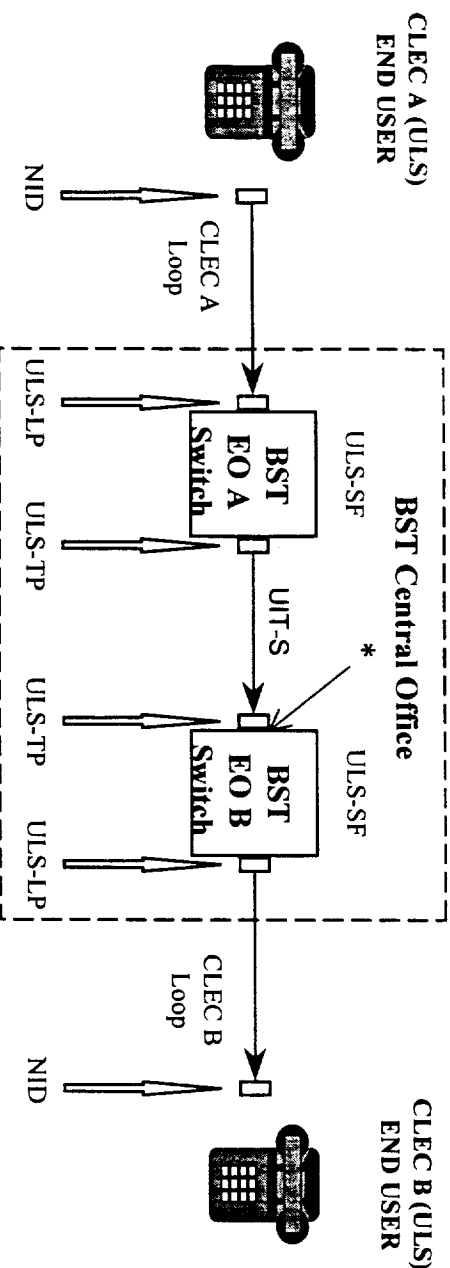 CLEC A (ULS)
END USER
NID
CLEC A
Loop
BST Central Office
*
ULS-SF
BST
EO A
Switch
ULS-LP
ULS-TP
UIT-S
ULS-SF
BST
EO B
Switch
ULS-TP
ULS-LP
CLEC B
Loop
NID
CLEC B (ULS)
END USER